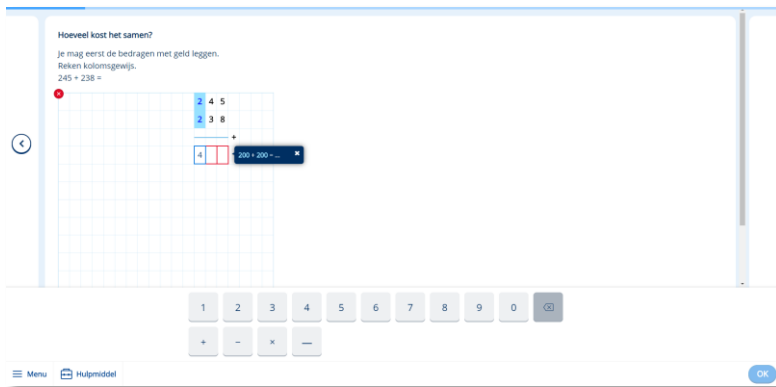 Hoeveel kost het samen?
Je mag eerst de bedragen met geld leggen.
Reken kolomsgewijs.
245 + 238 =
2 4 5
2 3 8
+
4
200 + 200 = ...
1 2 3 4 5 6 7 8 9 0
+ − × —
Menu Hulpmiddel OK